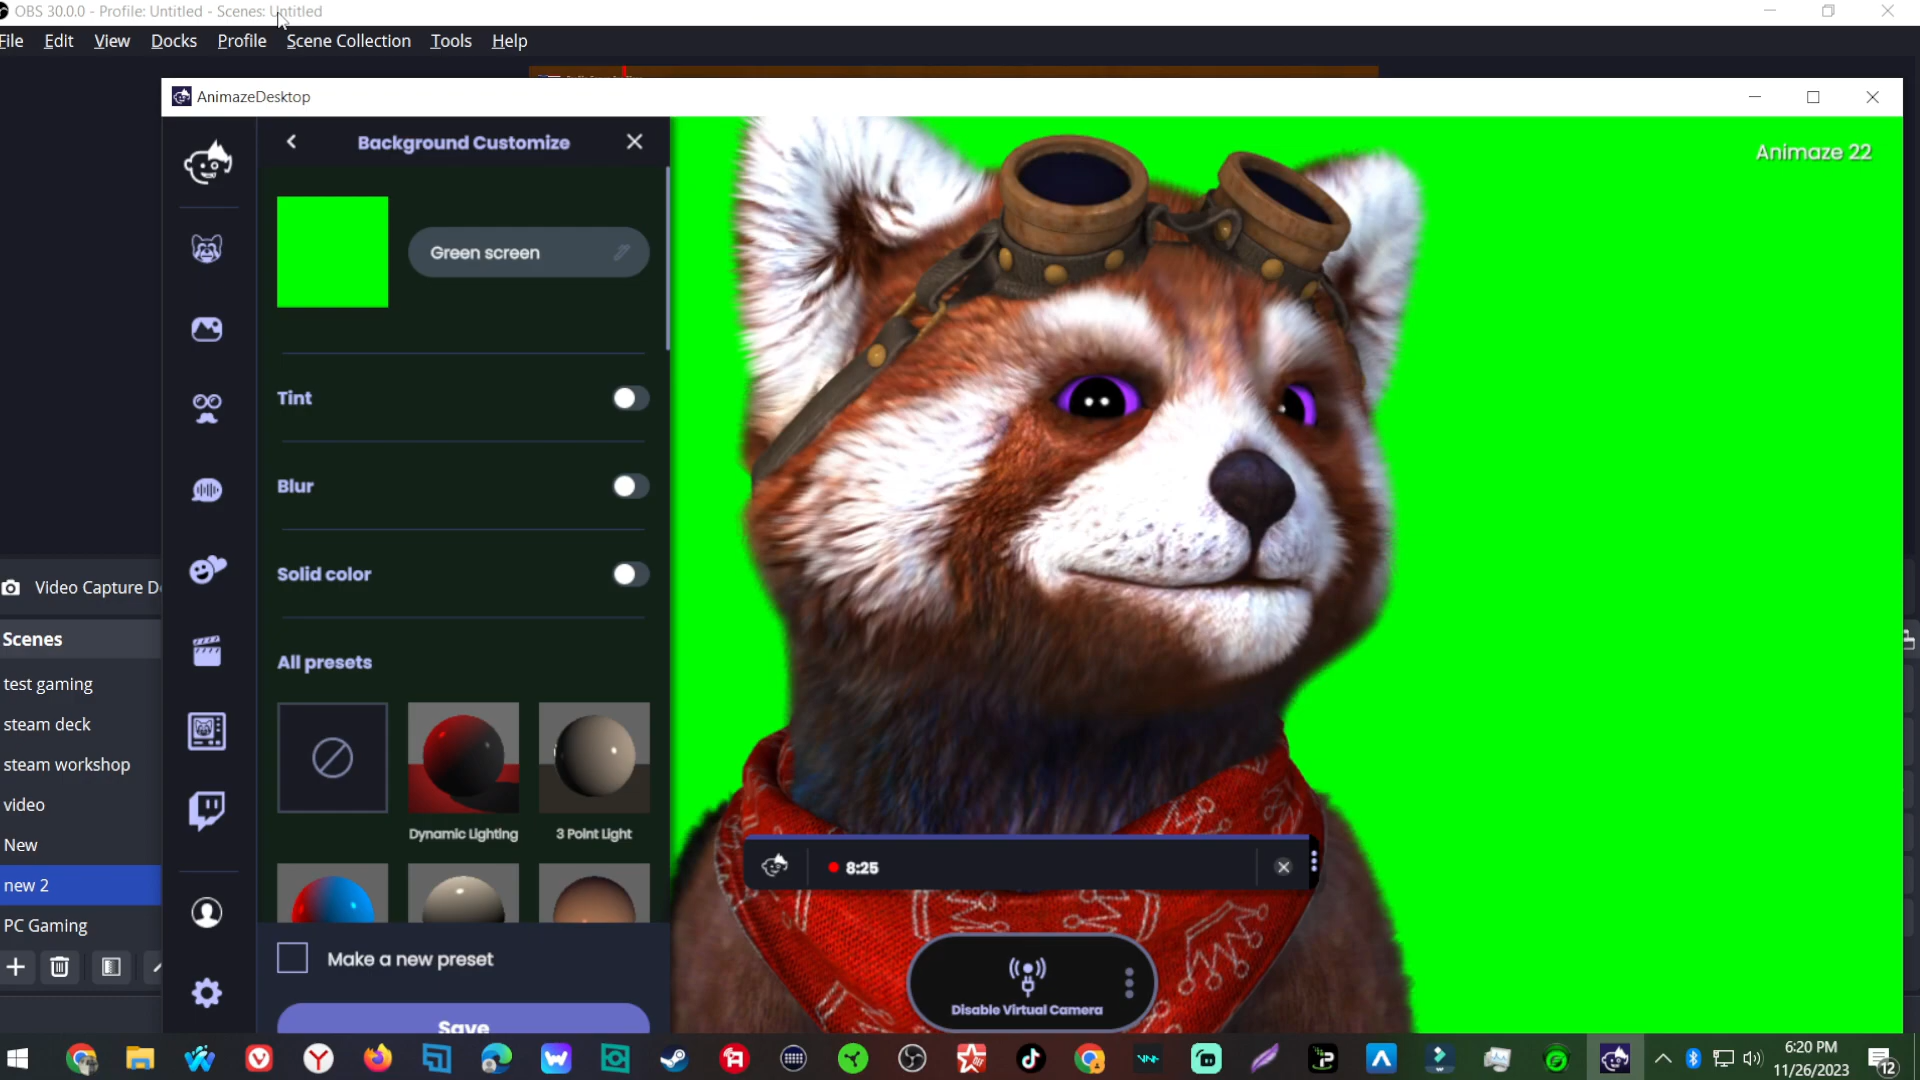 OBS 30.0.0 - Profile: Untitled - Scenes: Untitled
File Edit View Docks Profile Scene Collection Tools Help
AnimazeDesktop
Background Customize
Animaze 22
Green screen
Tint
Blur
Solid color
All presets
Dynamic Lighting
3 Point Light
Make a new preset
Save
Video Capture De
Scenes
test gaming
steam deck
steam workshop
video
New
new 2
PC Gaming
8:25
Disable Virtual Camera
6:20 PM
11/26/2023
12